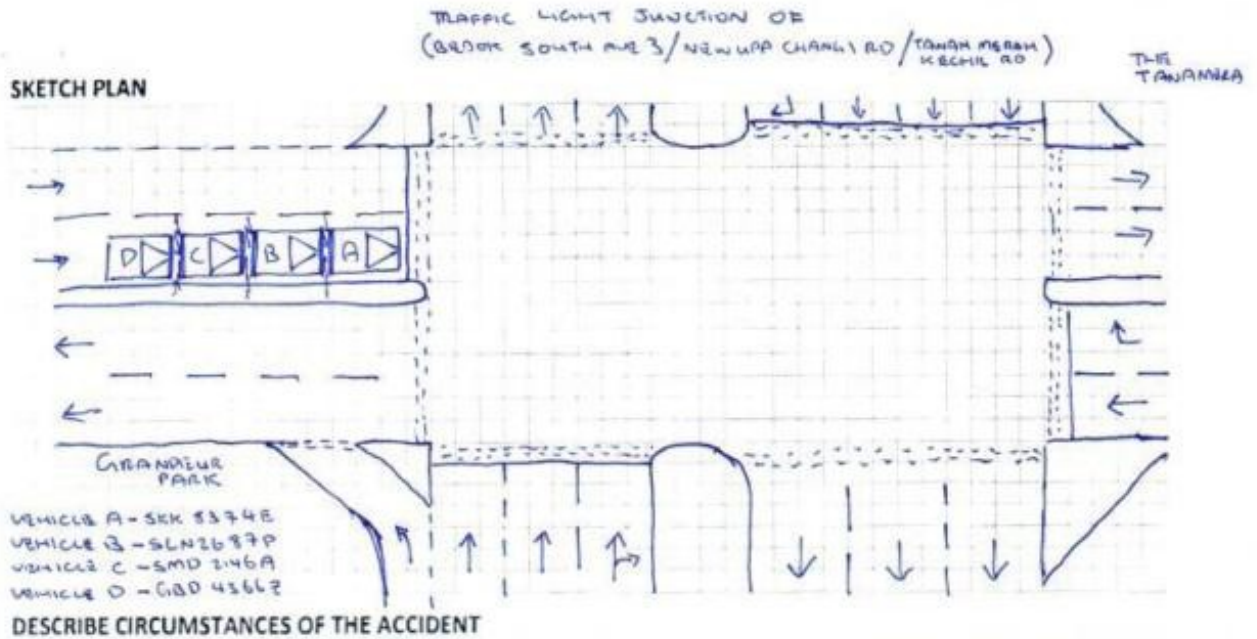 TRAFFIC LIGHT JUNCTION OF
(BEDOK SOUTH AVE 3/NEW UPP CHANGI RD/TANAH MERAH
KECHIL RD)
THE
TANAMERA
SKETCH PLAN
D C B A
GRANDEUR
PARK
VEHICLE A - SKK 8374E
VEHICLE B - SLN2687P
VEHICLE C - SMD 2146A
VEHICLE D - GBD 4366Z
DESCRIBE CIRCUMSTANCES OF THE ACCIDENT